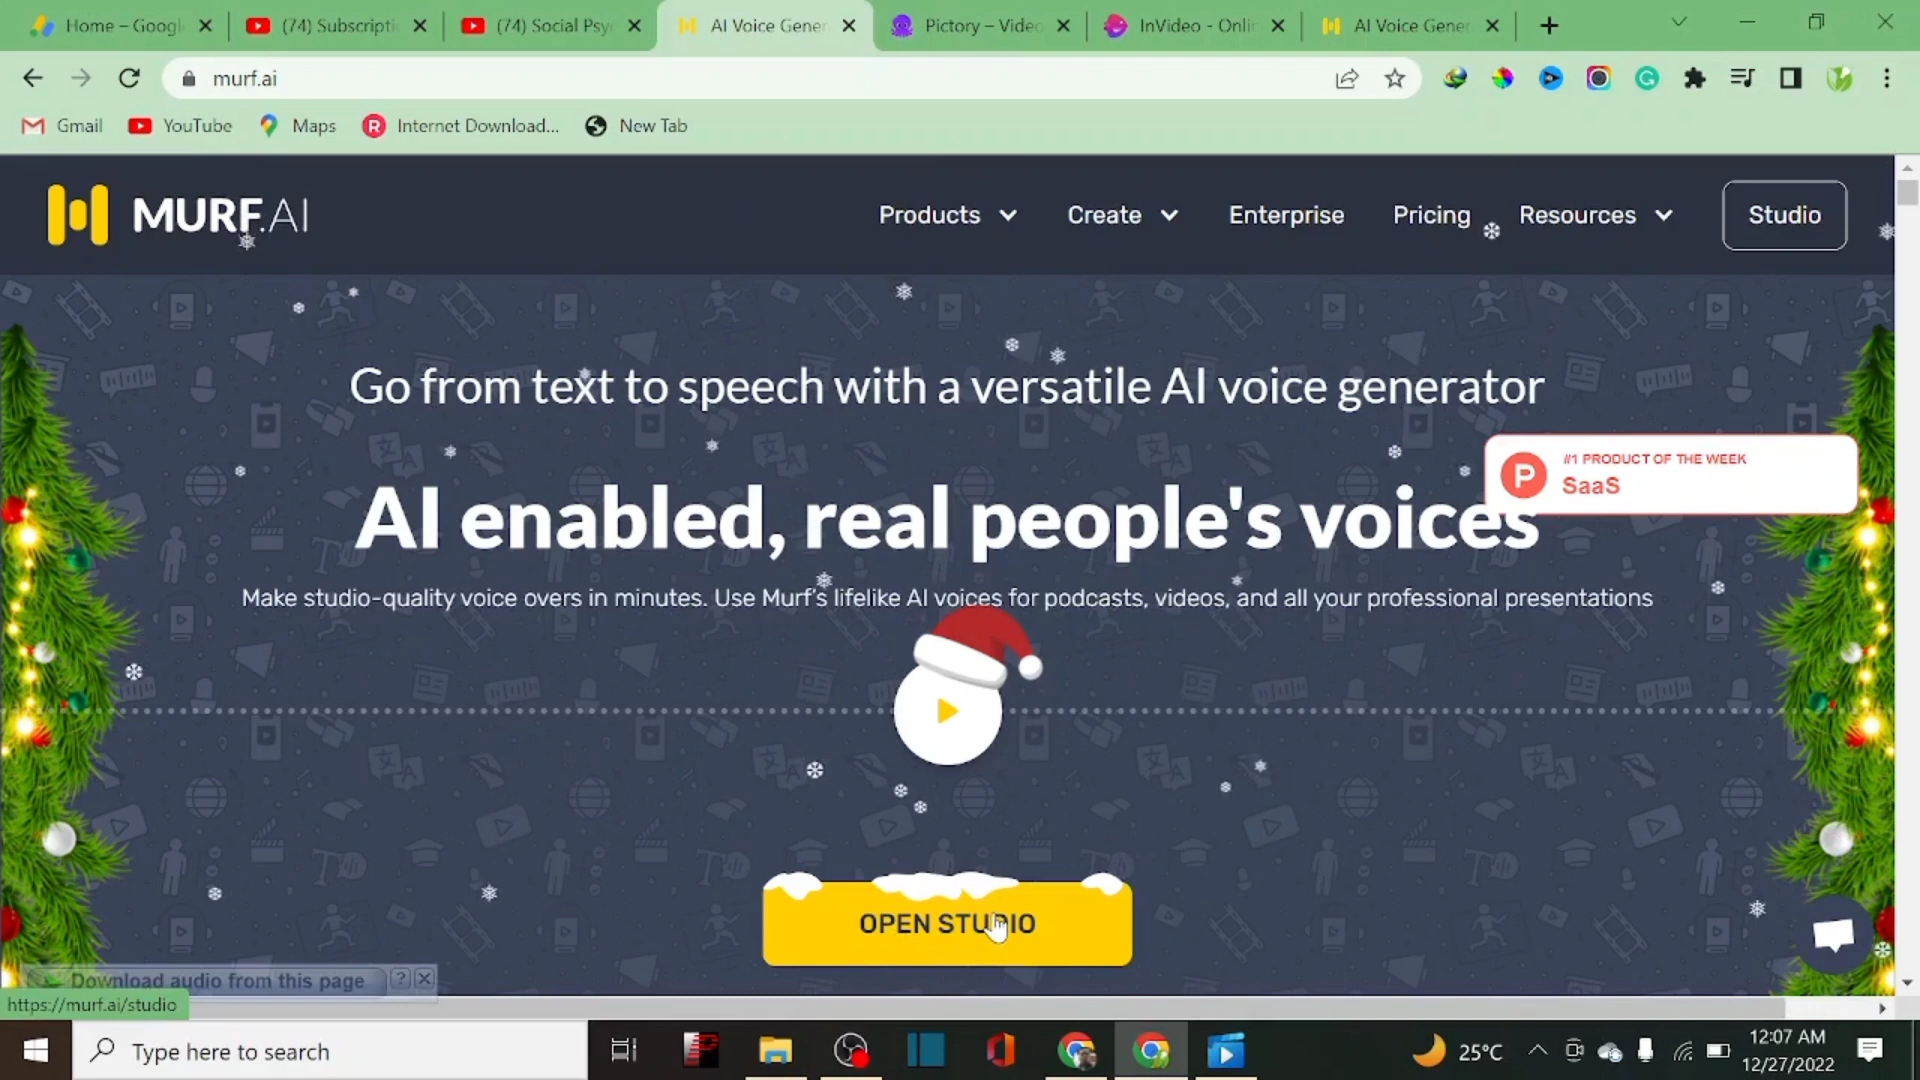 Home – Googl
(74) Subscripti
(74) Social Psy
AI Voice Gener
Pictory – Video
InVideo - Onlin
AI Voice Gener
murf.ai
Gmail
YouTube
Maps
Internet Download...
New Tab
MURF.AI
Products
Create
Enterprise
Pricing
Resources
Studio
Go from text to speech with a versatile AI voice generator
#1 PRODUCT OF THE WEEK
SaaS
AI enabled, real people's voices
Make studio-quality voice overs in minutes. Use Murf's lifelike AI voices for podcasts, videos, and all your professional presentations
OPEN STUDIO
Download audio from this page
https://murf.ai/studio
Type here to search
25°C
12:07 AM
12/27/2022